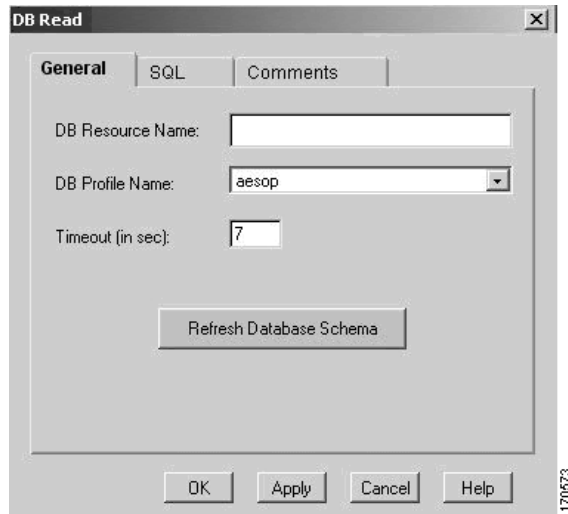 DB Read
General SQL Comments
DB Resource Name:
DB Profile Name: aesop
Timeout (in sec): 7
Refresh Database Schema
OK Apply Cancel Help
170573